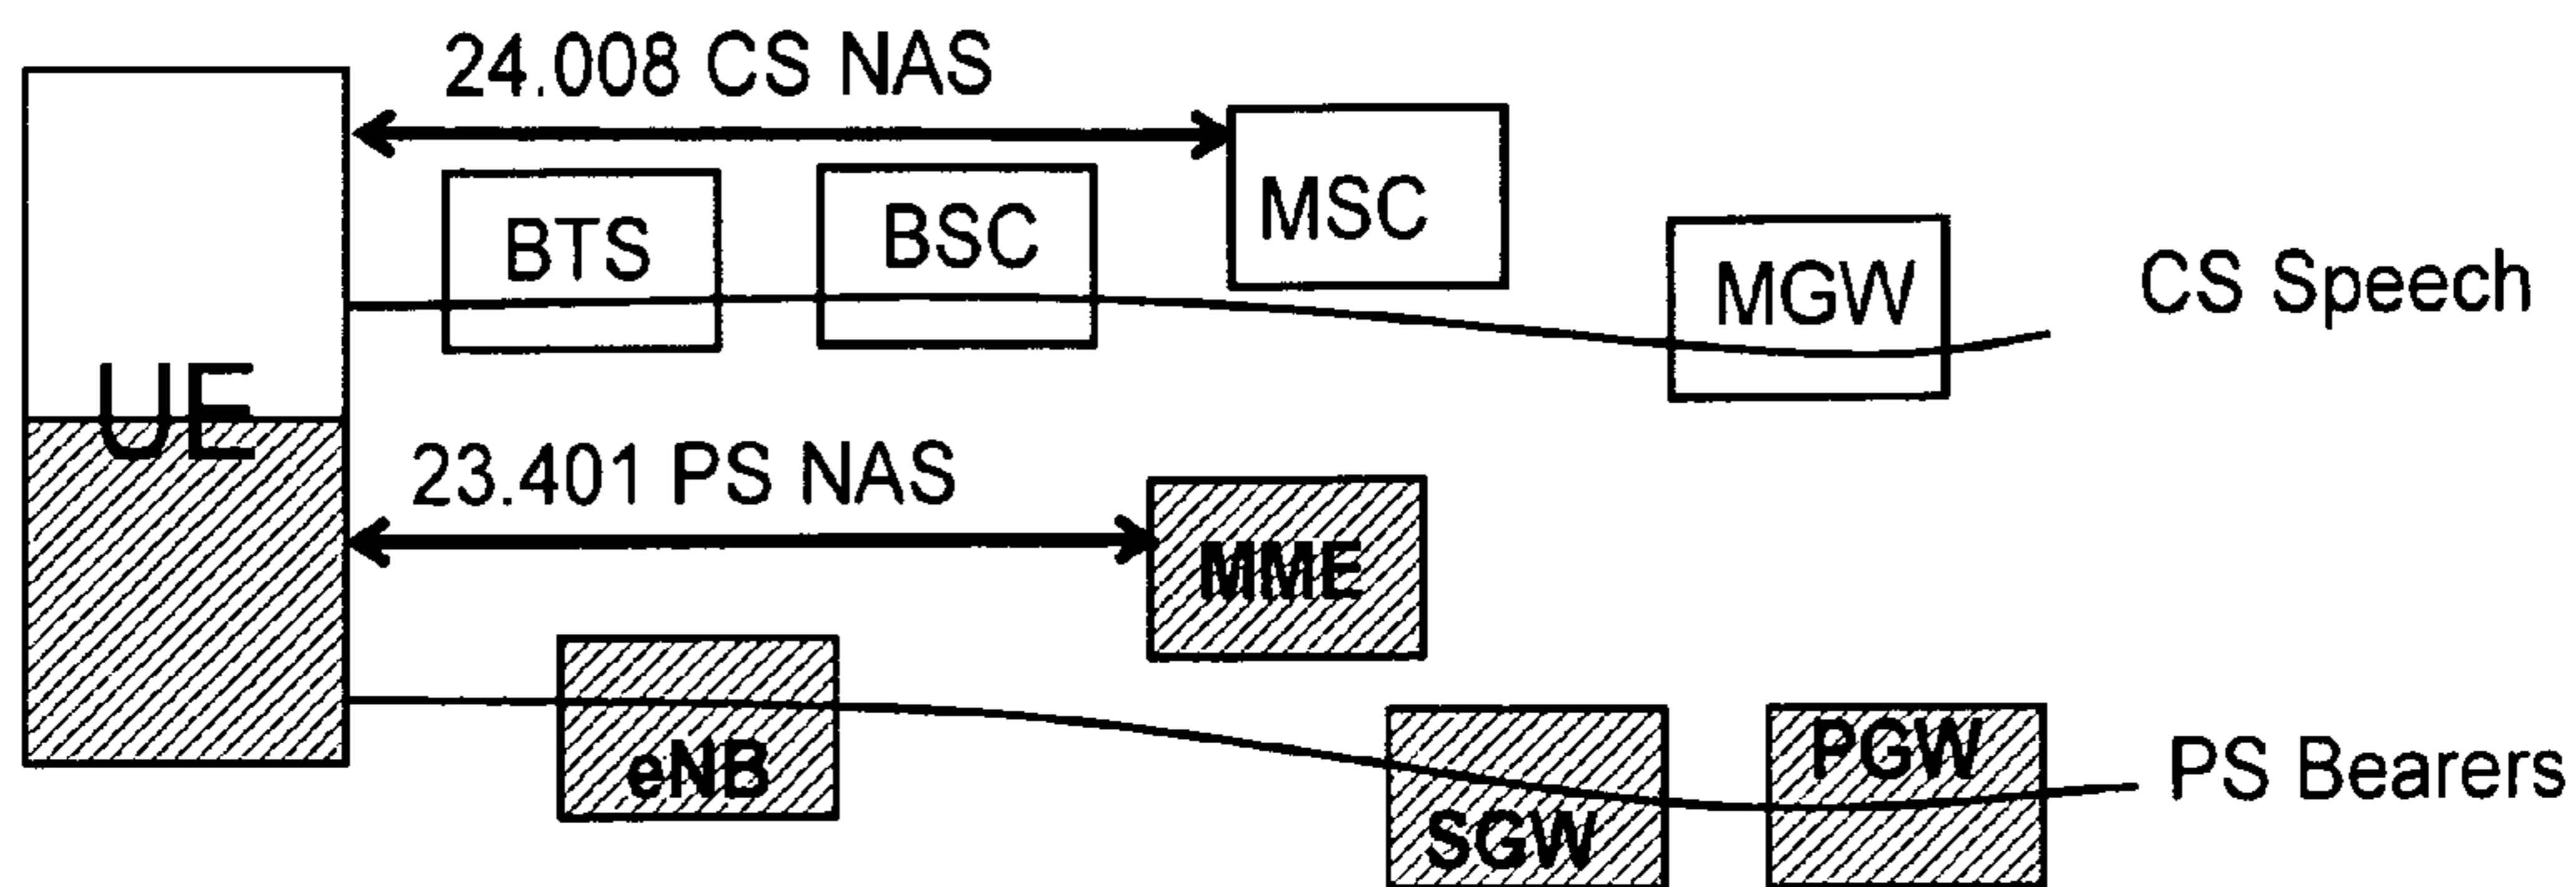 24.008 CS NAS
MSC
BTS
BSC
MGW
CS Speech
UE
23.401 PS NAS
MME
eNB
PGW
PS Bearers
SGW